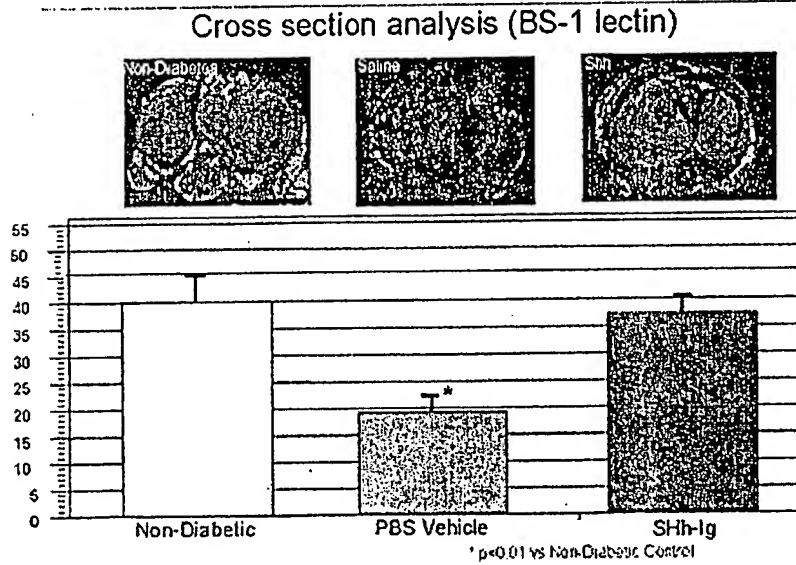 Cross section analysis (BS-1 lectin)
Non-Diabetic
Saline
Shh
55
50
45
40
35
30
25
20
15
10
5
0
*
Non-Diabetic
PBS Vehicle
SHh-Ig
* p<0.01 vs Non-Diabetic Control